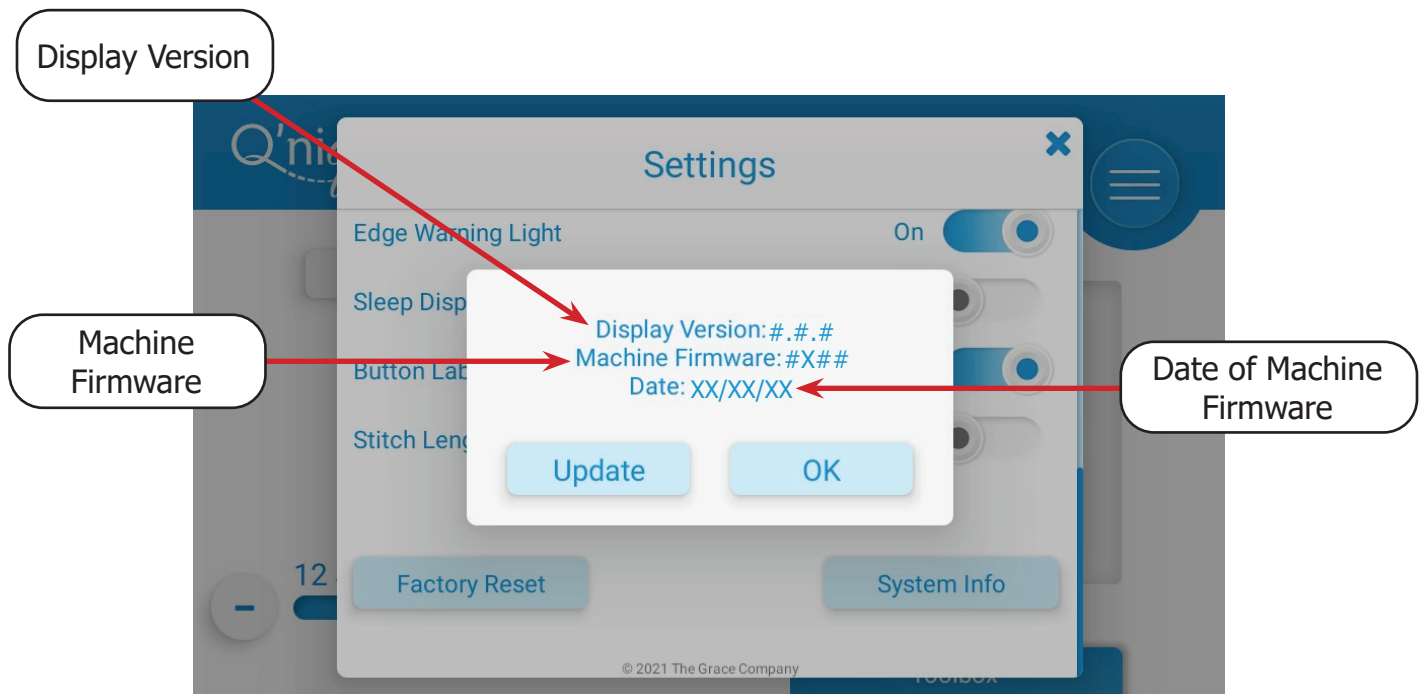 Display Version
Q'ni
Settings
Edge Warning Light
On
Sleep Disp
Display Version: #.#.#
Machine
Firmware
Machine Firmware: #X##
Button Lab
Date: XX/XX/XX
Date of Machine
Firmware
Stitch Leng
Update
OK
12
Factory Reset
System Info
© 2021 The Grace Company
Toolbox